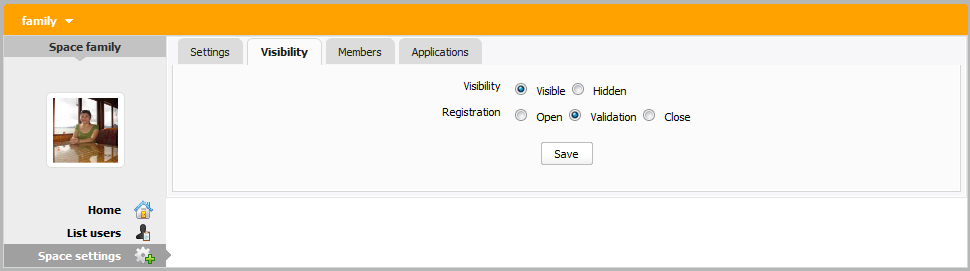 family
Space family
Settings Visibility Members Applications
Visibility Visible Hidden
Registration Open Validation Close
Save
Home
List users
Space settings